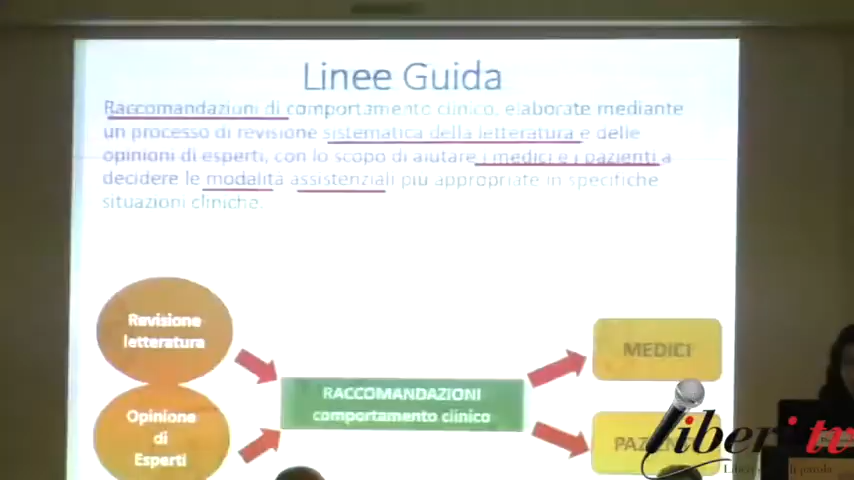 Linee Guida
Raccomandazioni di comportamento clinico, elaborate mediante
un processo di revisione sistematica della letteratura e delle
opinioni di esperti, con lo scopo di aiutare i medici e i pazienti a
decidere le modalità assistenziali più appropriate in specifiche
situazioni cliniche.
Revisione
letteratura
Opinione
di
Esperti
RACCOMANDAZIONI
comportamento clinico
MEDICI
liberi tv